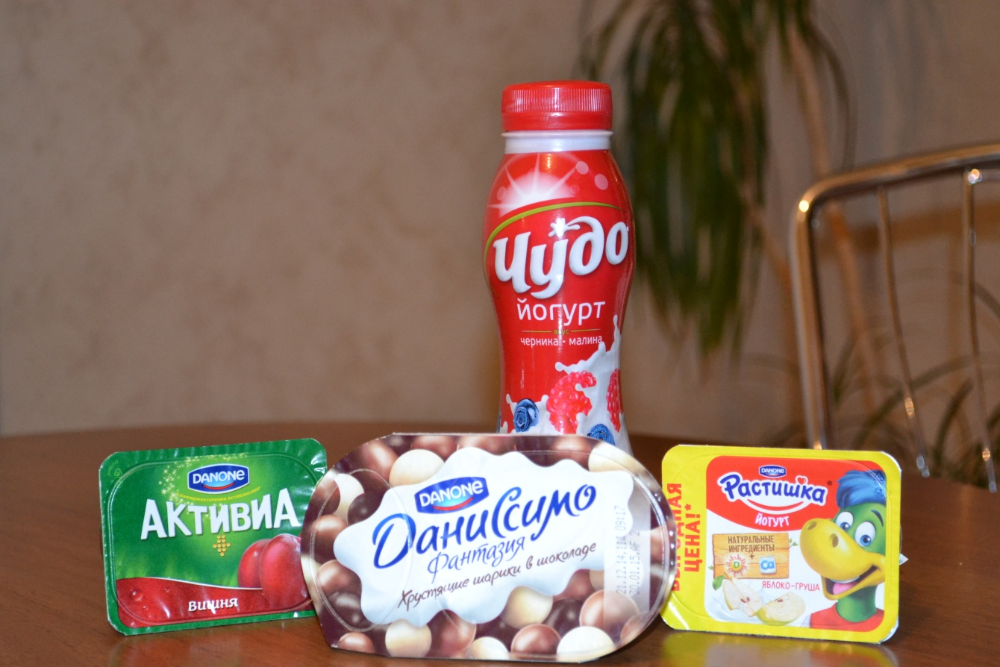 Чудо
йогурт
вкус
черника - малина
DANONE
АКТИВИА
вишня
DANONE
ДаниССимо
Фантазия
Хрустящие шарики в шоколаде
ЦЕНА!*
DANONE
Растишка
ЙОГУРТ
НАТУРАЛЬНЫЕ
ИНГРЕДИЕНТЫ
+
D
ЯБЛОКО-ГРУША